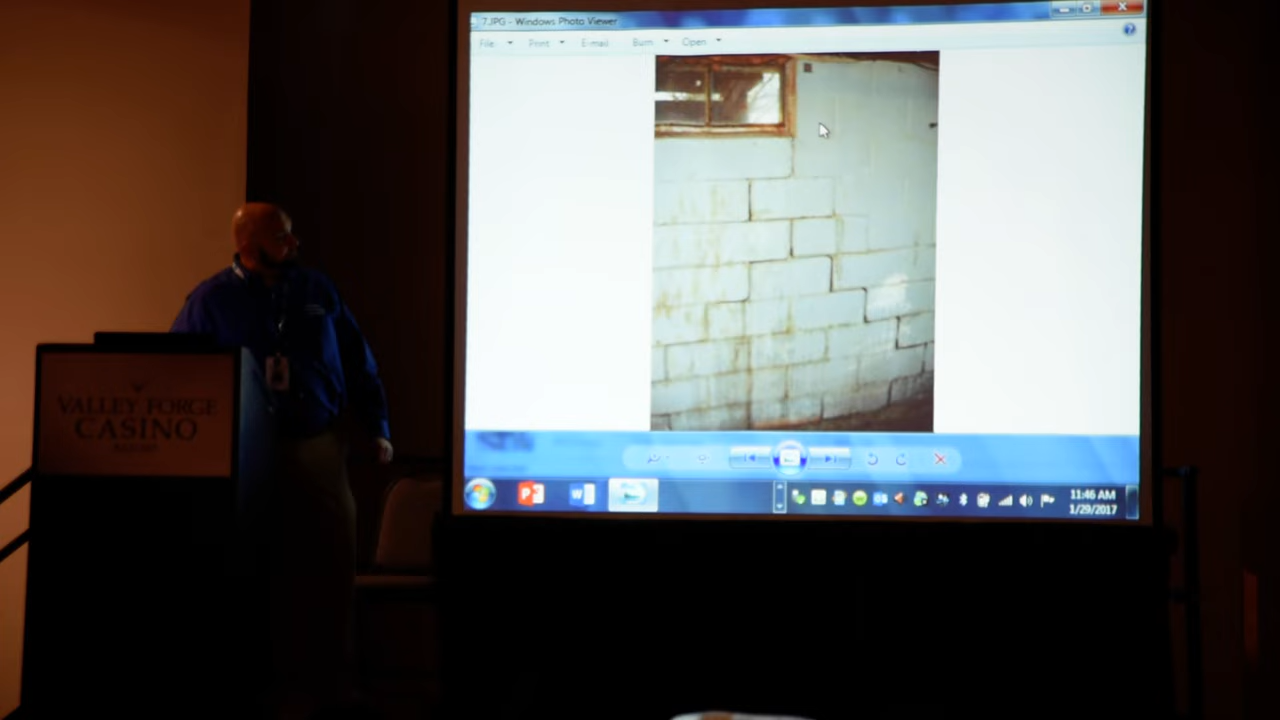 7.JPG - Windows Photo Viewer
File Print E-mail Burn Open
VALLEY FORGE
CASINO
RESORT
11:46 AM
1/29/2017